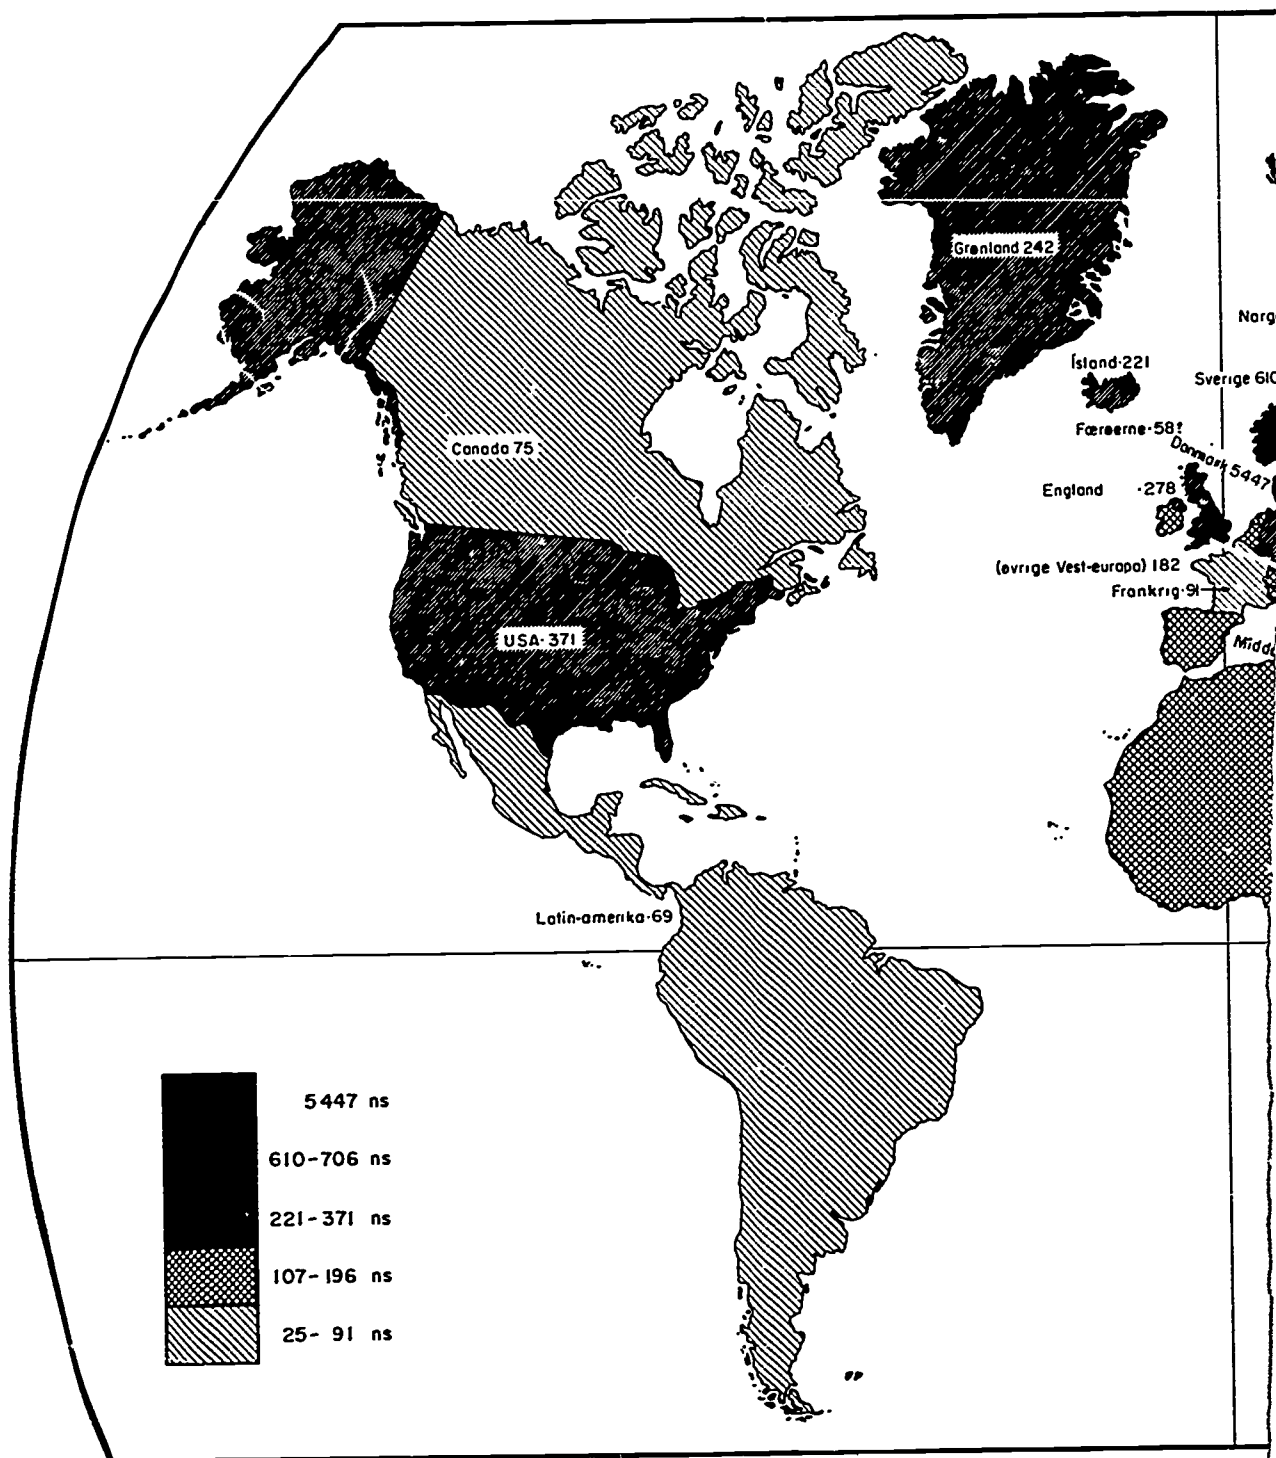 Grønland 242
Norg
Ísland·221
Sverige 610
Færøerne·58
Danmark 5447
Canada 75
England ·278
(øvrige Vest-europa) 182
Frankrig·91
USA·371
Midd
Latin-amerika·69
5447 ns
610-706 ns
221-371 ns
107-196 ns
25- 91 ns